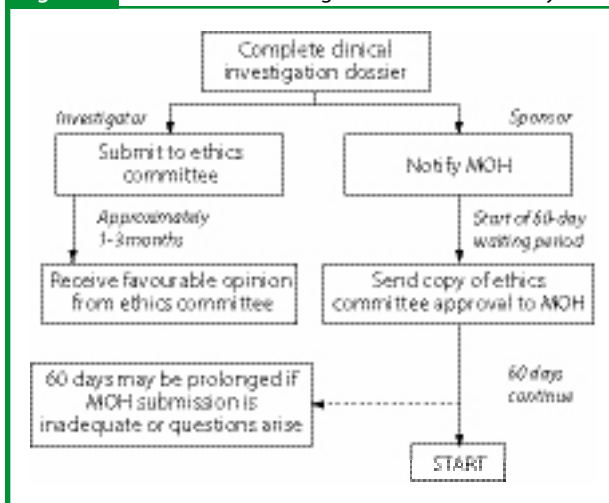 Complete clinical
investigation dossier
Investigator
Sponsor
Submit to ethics
committee
Notify MOH
Approximately
1-3 months
Start of 60-day
waiting period
Receive favourable opinion
from ethics committee
Send copy of ethics
committee approval to MOH
60 days may be prolonged if
MOH submission is
inadequate or questions arise
60 days
continue
START